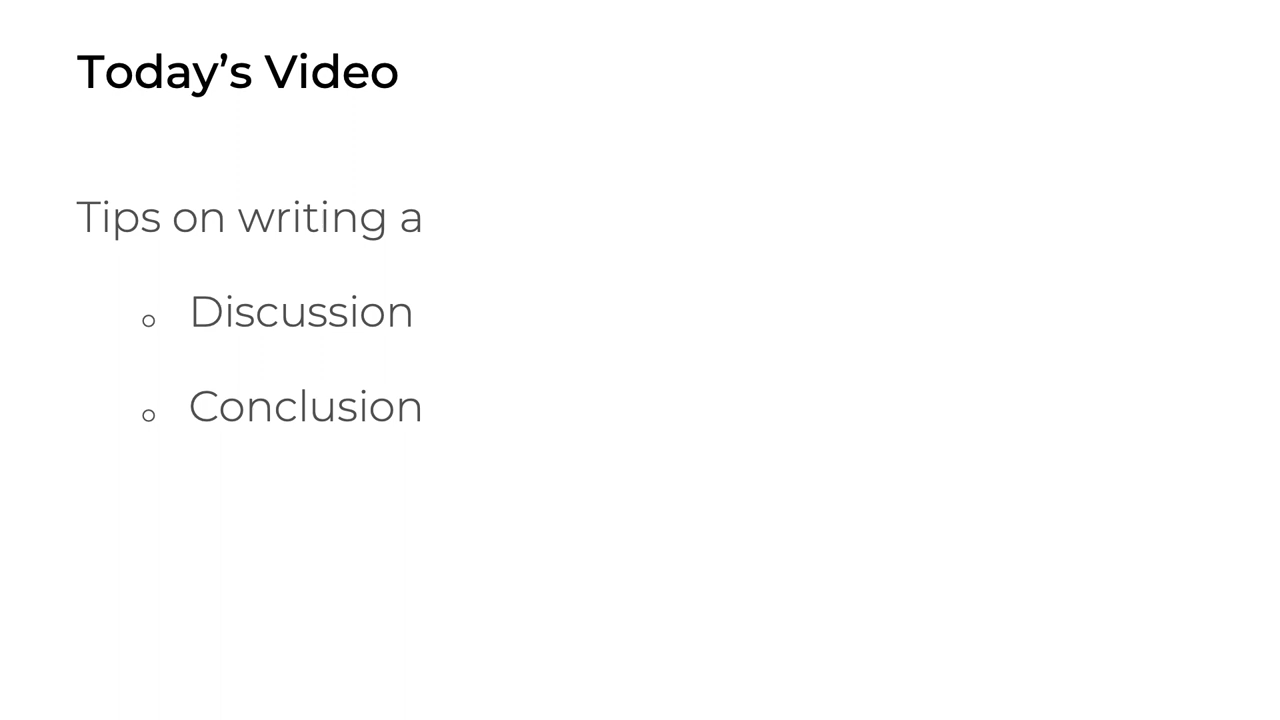 Today’s Video
Tips on writing a
o Discussion
o Conclusion